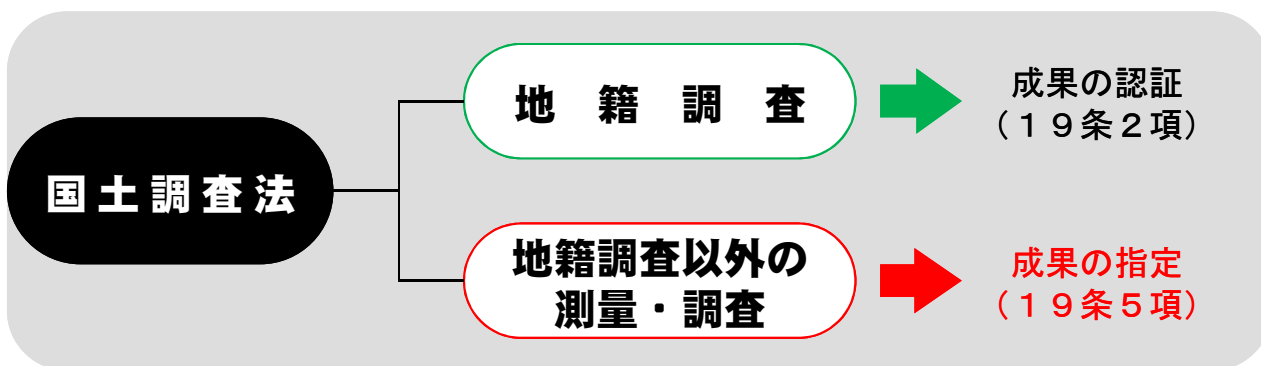 国土調査法
地籍調査
成果の認証
（１９条２項）
地籍調査以外の
測量・調査
成果の指定
（１９条５項）